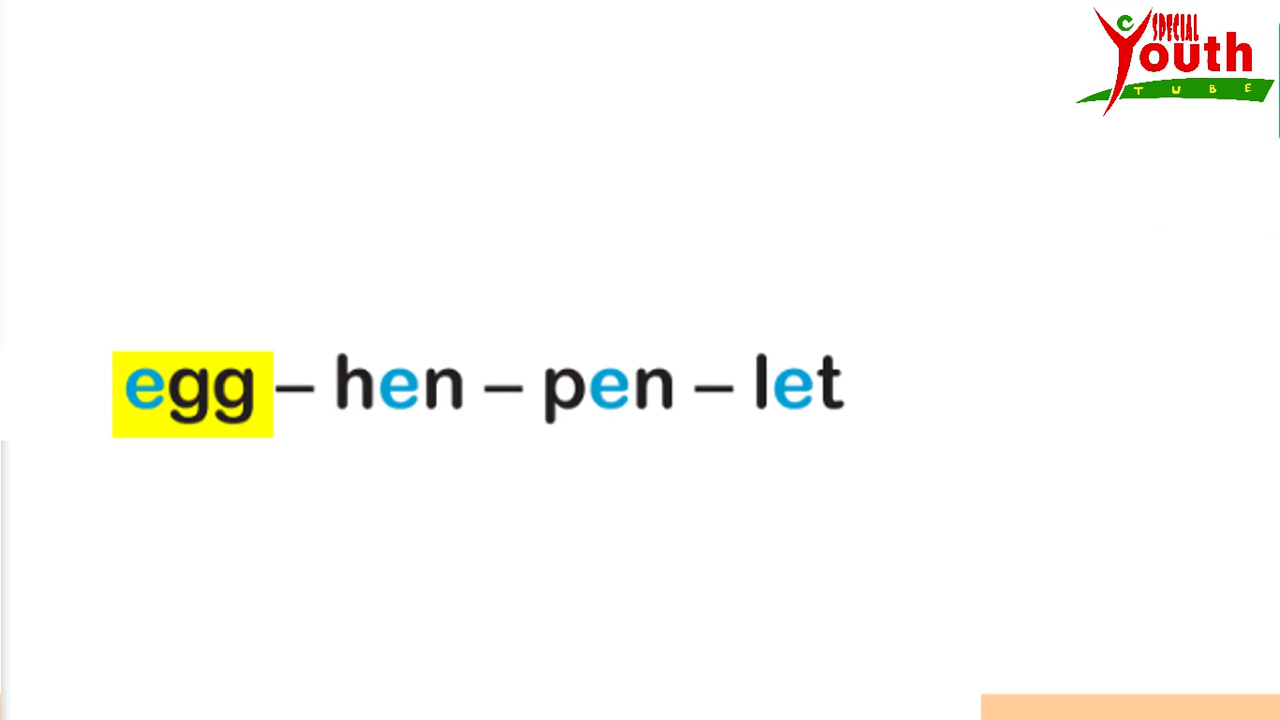 SPECIAL
Youth
TUBE
egg – hen – pen – let